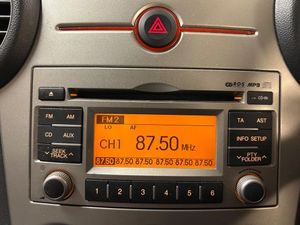 CD RDS MP3
FM2
FM AM
LO AF
TA AST
CH1 87.50 MHz
CD AUX
INFO SETUP
SEEK
TRACK
PTY
FOLDER
87.50 87.50 87.50 87.50 87.50 87.50
1 2 3 4 5 6